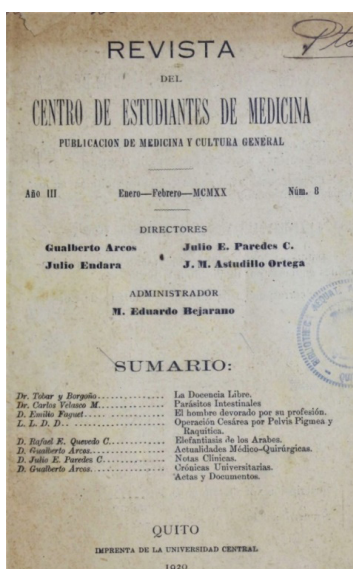 Pto
REVISTA
DEL
CENTRO DE ESTUDIANTES DE MEDICINA
PUBLICACION DE MEDICINA Y CULTURA GENERAL
Año III Enero—Febrero—MCMXX Núm. 8
DIRECTORES
Gualberto Arcos Julio E. Paredes C.
Julio Endara J. M. Astudillo Ortega
ADMINISTRADOR
M. Eduardo Bejarano
SUMARIO:
Dr. Tobar y Borgoño............... La Docencia Libre.
Dr. Carlos Velasco M............... Parásitos Intestinales
D. Emilio Faguet............... El hombre devorado por su profesión.
L. L. D. D............... Operación Cesárea por Pelvis Pigmea y
Raquítica.
D. Rafael E. Quevedo C............... Elefantiasis de los Arabes.
D. Gualberto Arcos............... Actualidades Médico-Quirúrgicas.
D. Julio E. Paredes C............... Notas Clínicas.
D. Gualberto Arcos............... Crónicas Universitarias.
Actas y Documentos.
QUITO
IMPRENTA DE LA UNIVERSIDAD CENTRAL
1920